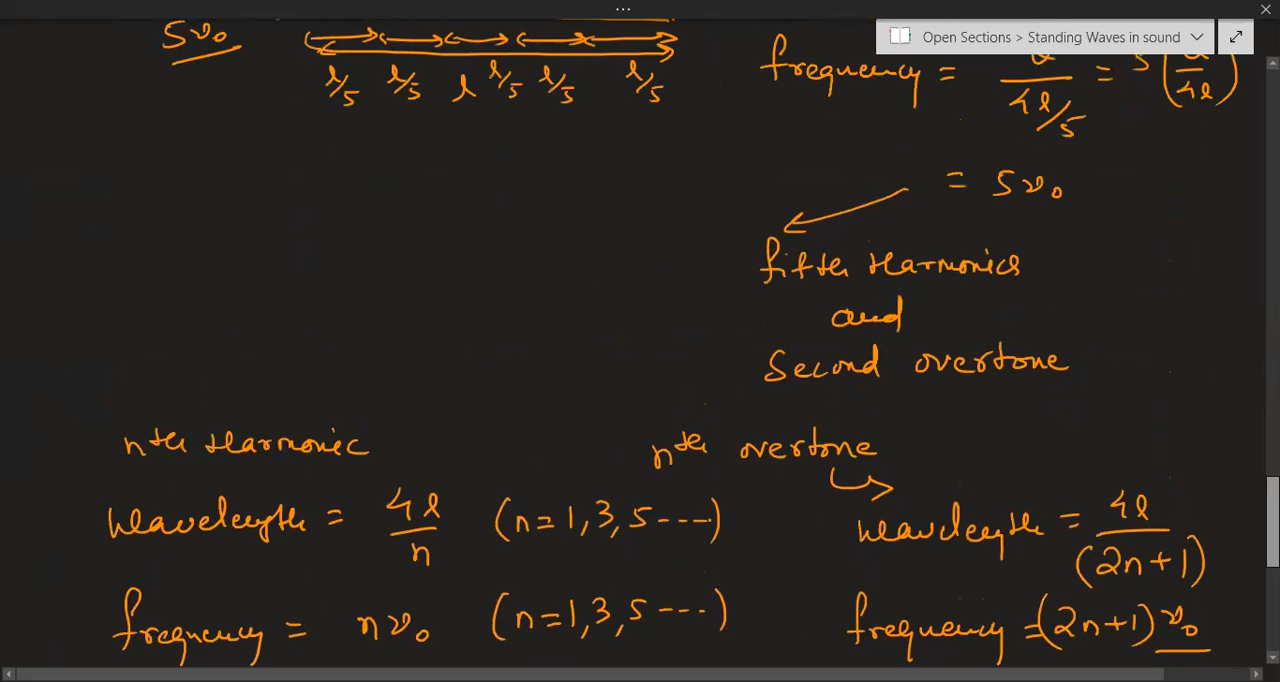 ...
Open Sections > Standing Waves in sound
5ν₀
l/5 l/5 l l/5 l/5 l/5
frequency = v/(4l/5) = 5(v/4l)
= 5ν₀
fifth Harmonics
and
Second overtone
nth Harmonic
nth overtone
wavelength = 4l/n (n=1,3,5---)
wavelength = 4l/(2n+1)
frequency = nν₀ (n=1,3,5---)
frequency = (2n+1)ν₀